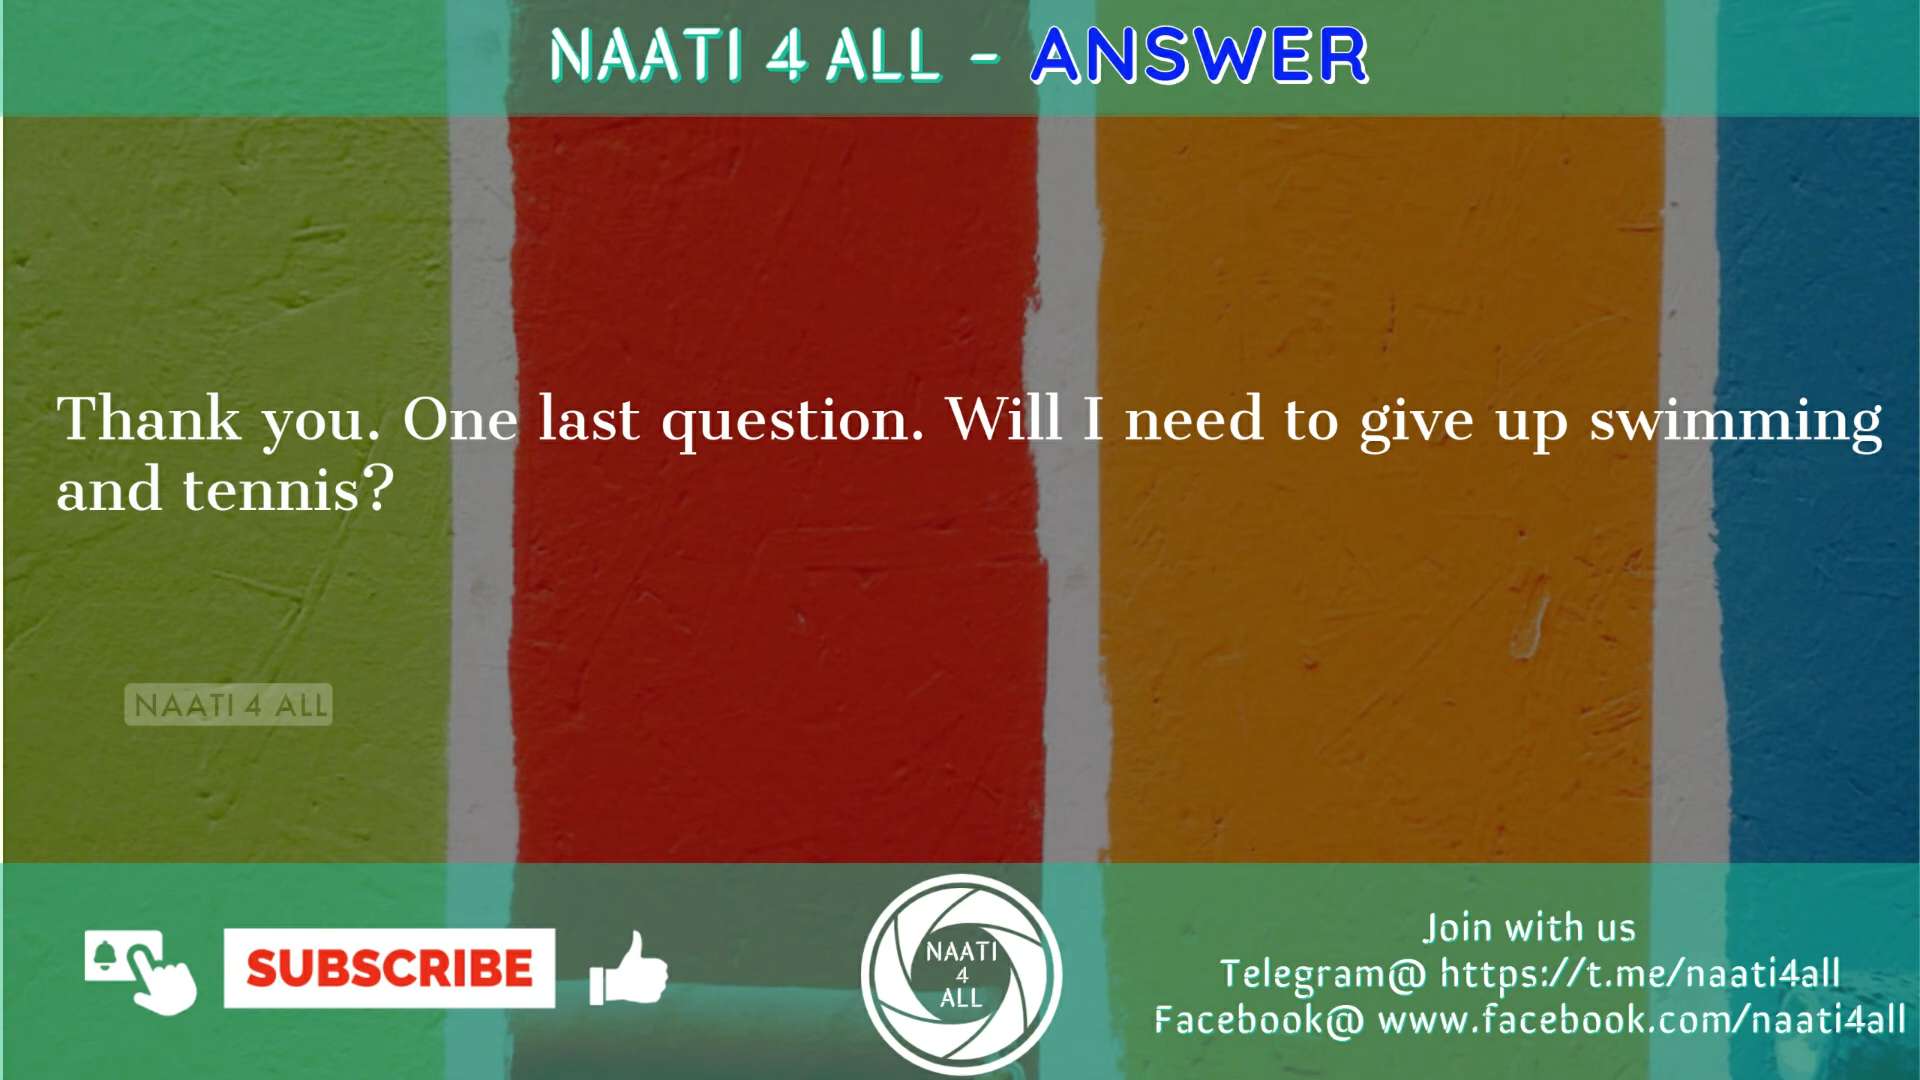 NAATI 4 ALL - ANSWER
Thank you. One last question. Will I need to give up swimming
and tennis?
NAATI 4 ALL
SUBSCRIBE
NAATI
4
ALL
Join with us
Telegram@ https://t.me/naati4all
Facebook@ www.facebook.com/naati4all